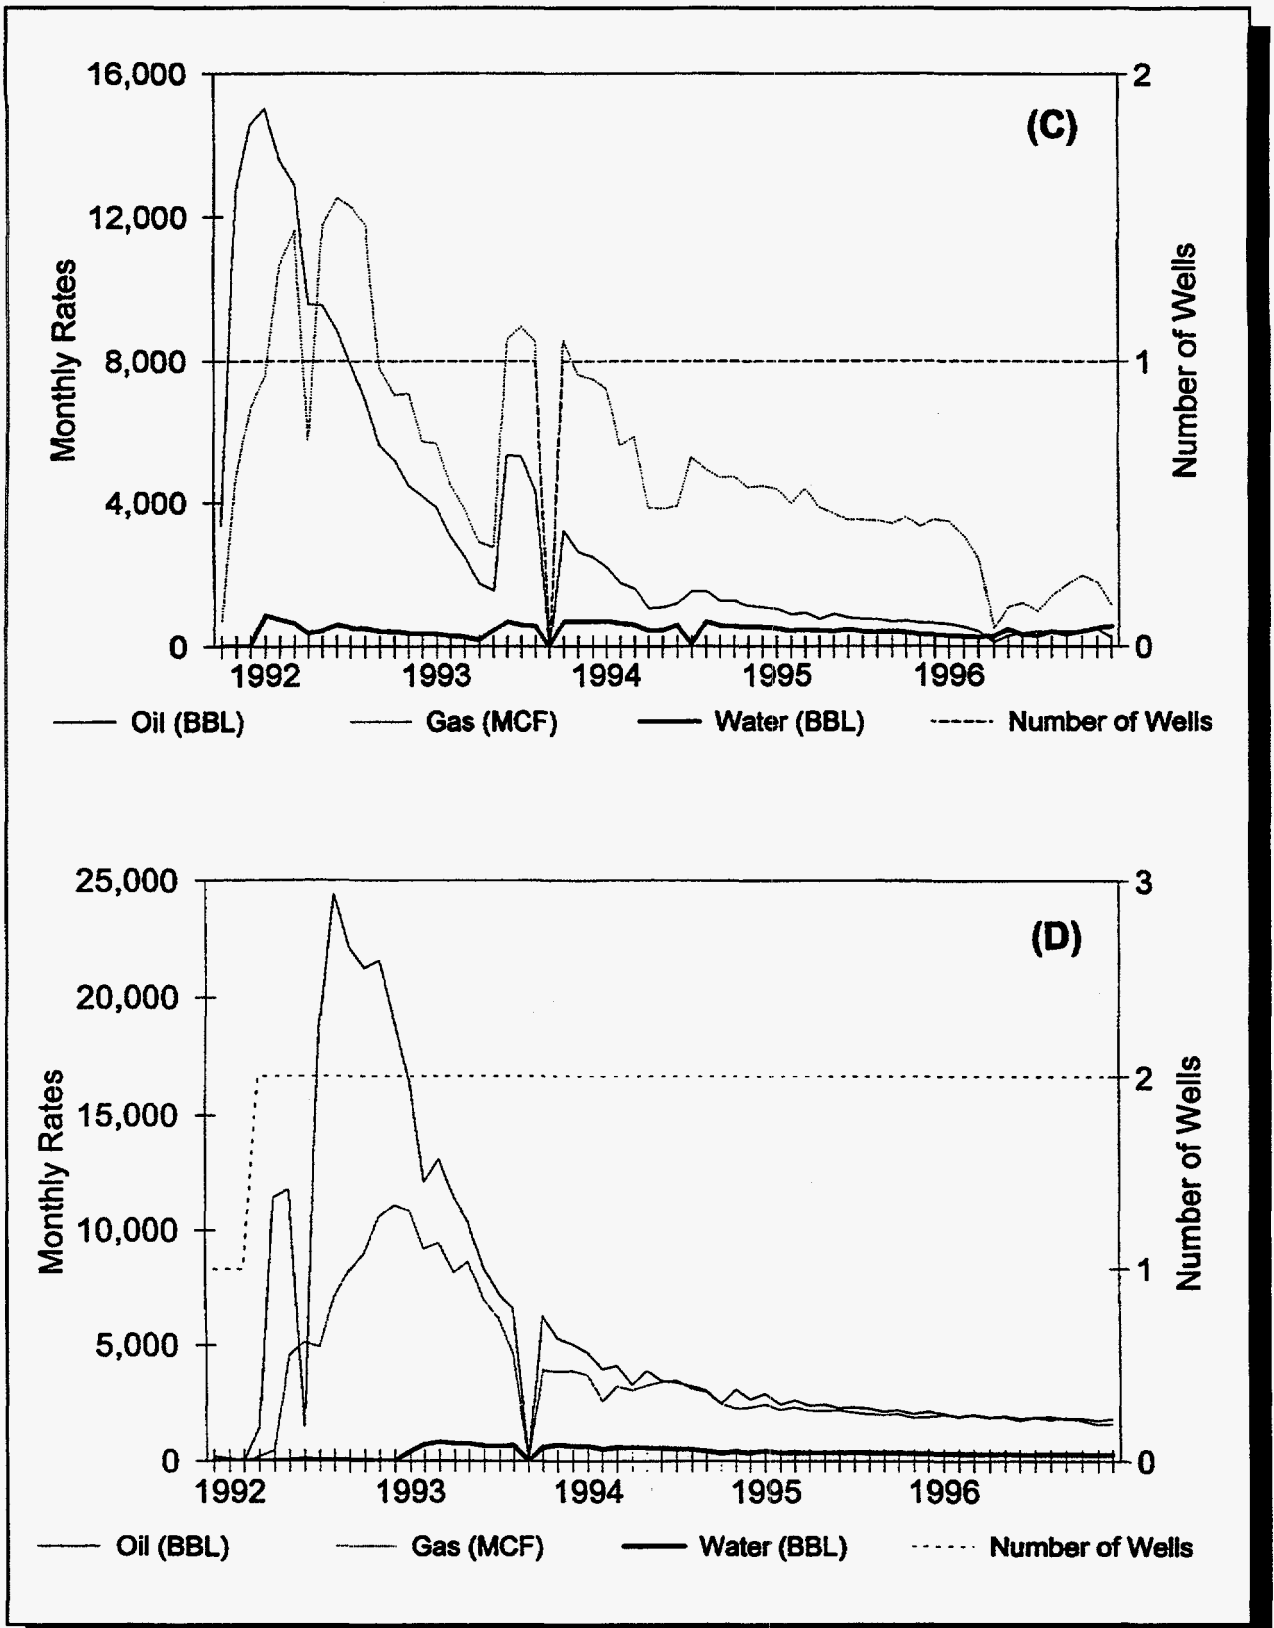 (C)
16,000
12,000
8,000
4,000
0
Monthly Rates
2
1
0
Number of Wells
1992 1993 1994 1995 1996
Oil (BBL) Gas (MCF) Water (BBL) Number of Wells
(D)
25,000
20,000
15,000
10,000
5,000
0
Monthly Rates
3
2
1
0
Number of Wells
1992 1993 1994 1995 1996
Oil (BBL) Gas (MCF) Water (BBL) Number of Wells